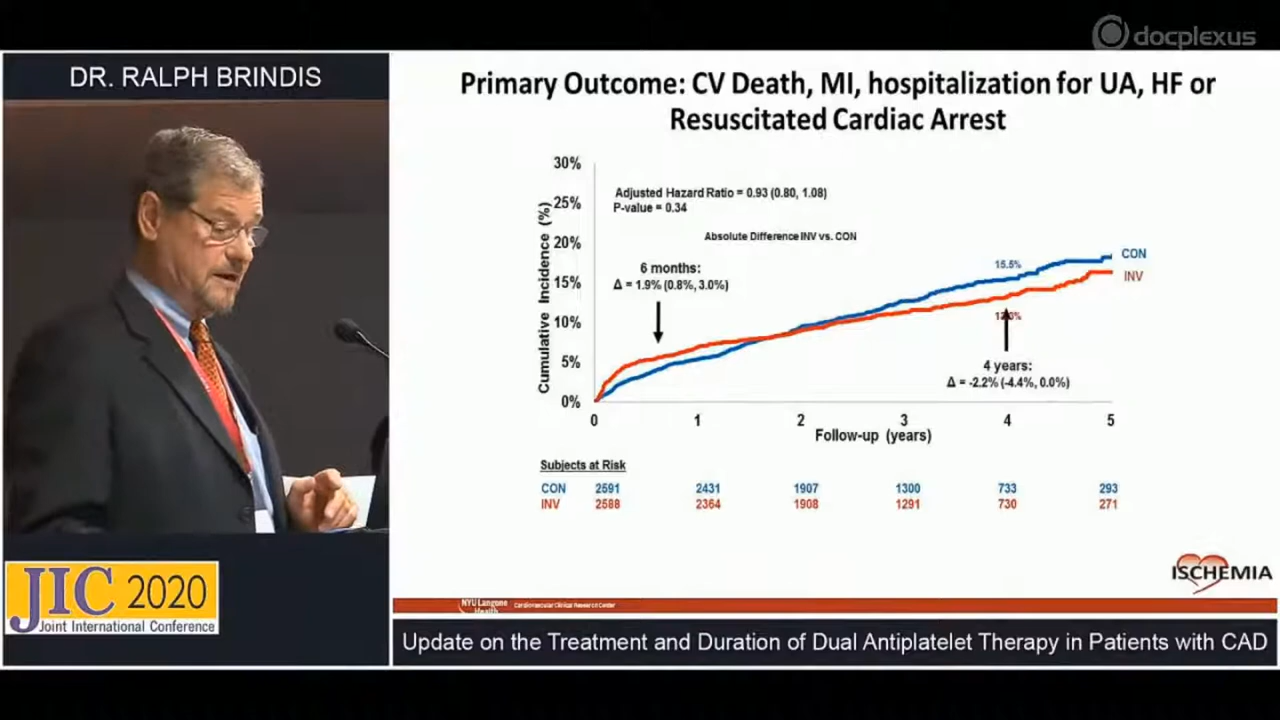 docplexus
DR. RALPH BRINDIS
Primary Outcome: CV Death, MI, hospitalization for UA, HF or
Resuscitated Cardiac Arrest
Cumulative Incidence (%)
30%
25%
20%
15%
10%
5%
0%
Adjusted Hazard Ratio = 0.93 (0.80, 1.08)
P-value = 0.34
Absolute Difference INV vs. CON
6 months:
Δ = 1.9% (0.8%, 3.0%)
15.5%
CON
INV
4 years:
Δ = -2.2% (-4.4%, 0.0%)
0 1 2 3 4 5
Follow-up (years)
Subjects at Risk
CON 2591 2431 1907 1300 733 293
INV 2588 2364 1908 1291 730 271
ISCHEMIA
NYU Langone
Health
Cardiovascular Clinical Research Center
JIC 2020
Joint International Conference
Update on the Treatment and Duration of Dual Antiplatelet Therapy in Patients with CAD